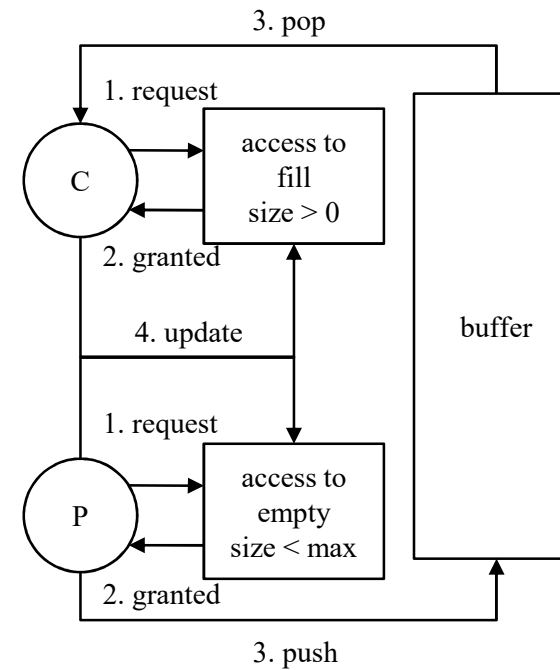 3. pop
1. request
access to
fill
size > 0
C
2. granted
buffer
4. update
1. request
access to
empty
size < max
P
2. granted
3. push